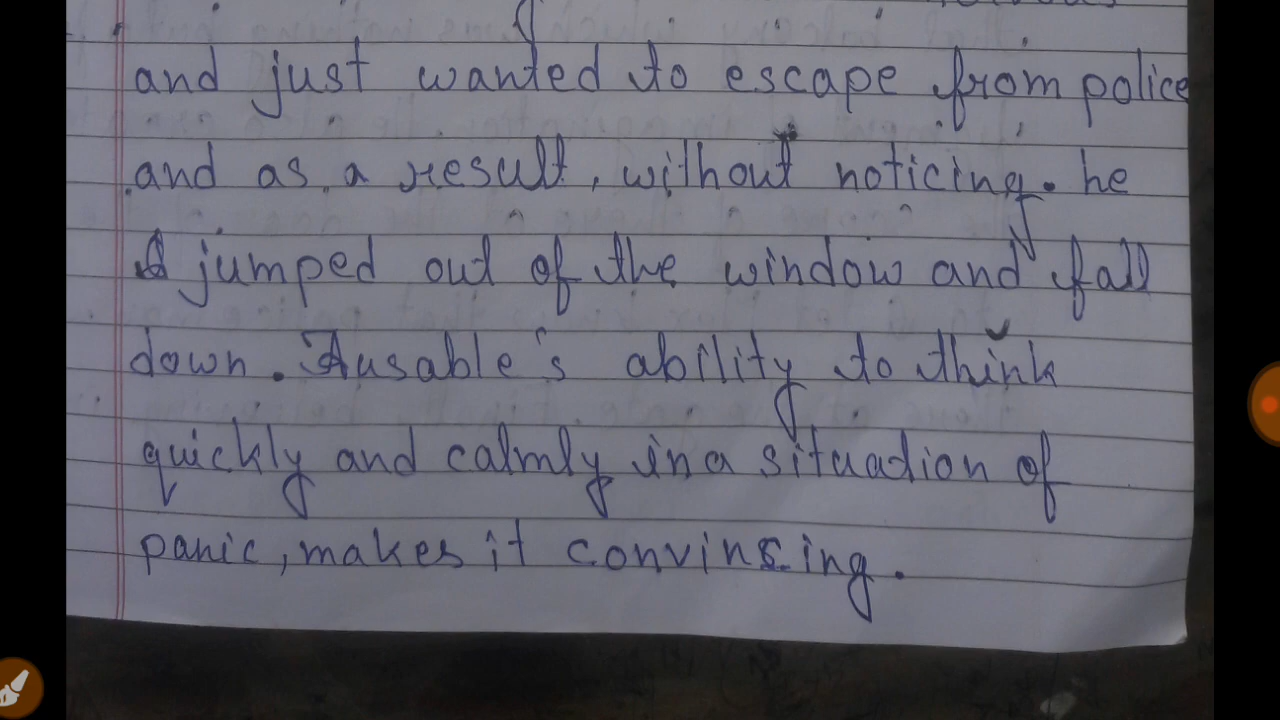 and just wanted to escape from police
and as a result, without noticing. he
jumped out of the window and fall
down. Ausable's ability to think
quickly and calmly in a situation of
panic, makes it convinsing.